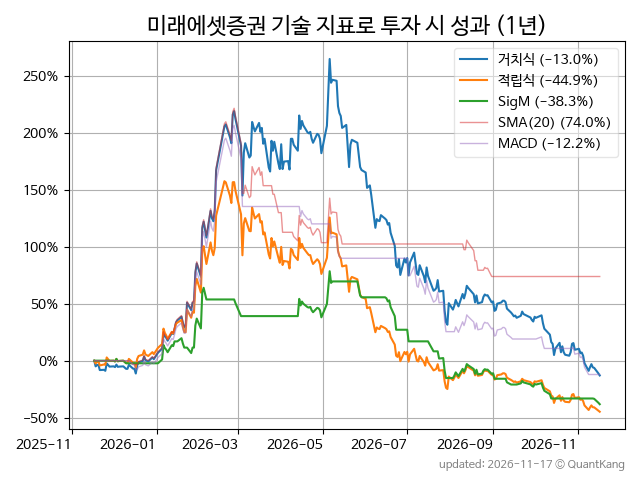 미래에셋증권 기술 지표로 투자 시 성과 (1년)
거치식 (-13.0%)
적립식 (-44.9%)
SigM (-38.3%)
SMA(20) (74.0%)
MACD (-12.2%)
250%
200%
150%
100%
50%
0%
-50%
2025-11 2026-01 2026-03 2026-05 2026-07 2026-09 2026-11
updated: 2026-11-17 © QuantKang